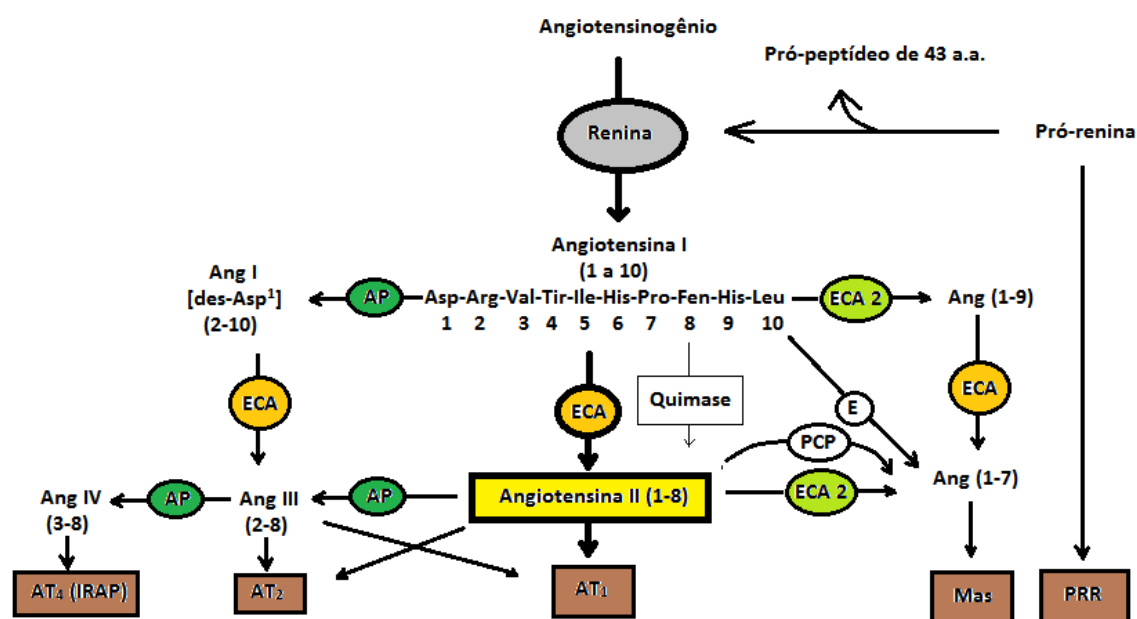 Angiotensinogênio
Pró-peptídeo de 43 a.a.
Renina
Pró-renina
Angiotensina I
(1 a 10)
Ang I
[des-Asp¹]
(2-10)
AP
Asp-Arg-Val-Tir-Ile-His-Pro-Fen-His-Leu
1 2 3 4 5 6 7 8 9 10
ECA 2
Ang (1-9)
ECA
ECA
Quimase
E
ECA
PCP
Ang IV
(3-8)
AP
Ang III
(2-8)
AP
Angiotensina II (1-8)
ECA 2
Ang (1-7)
AT₄ (IRAP)
AT₂
AT₁
Mas
PRR